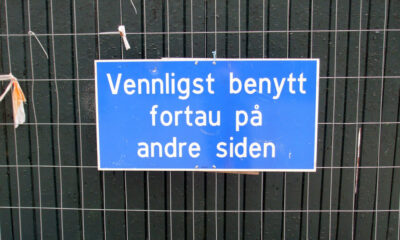 Vennligst benytt
fortau på
andre siden